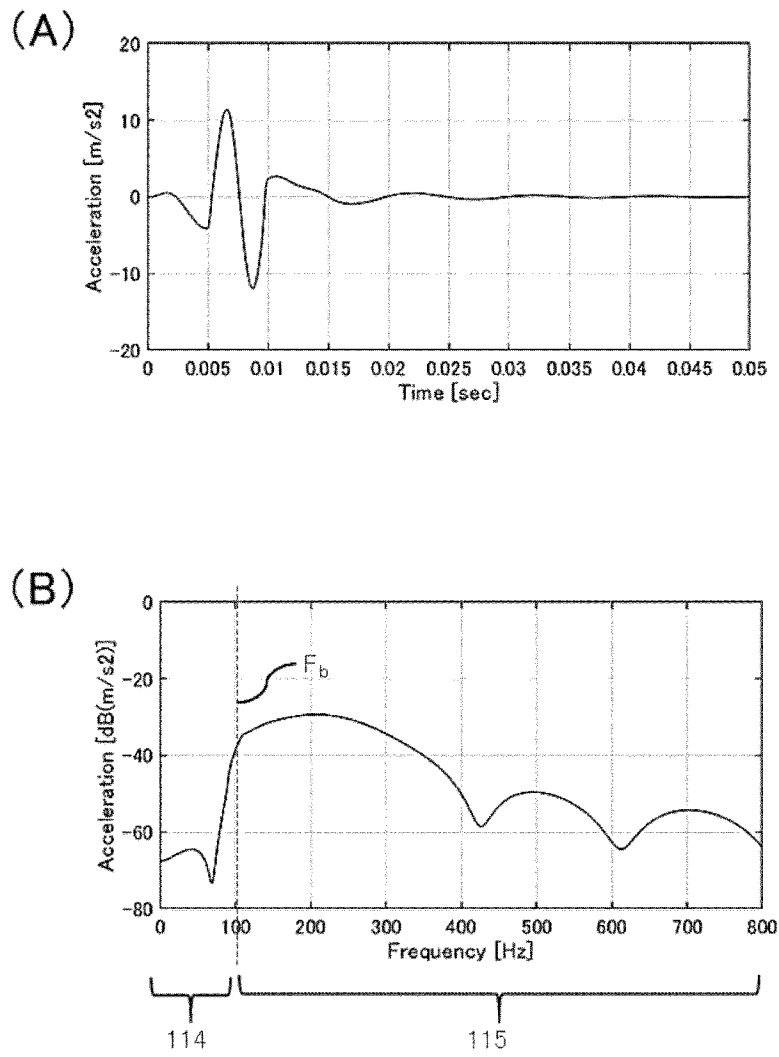 (A)
20
10
0
-10
-20
Acceleration [m/s2]
0 0.005 0.01 0.015 0.02 0.025 0.03 0.035 0.04 0.045 0.05
Time [sec]
(B)
0
-20
-40
-60
-80
Acceleration [dB(m/s2)]
Fb
0 100 200 300 400 500 600 700 800
Frequency [Hz]
114 115